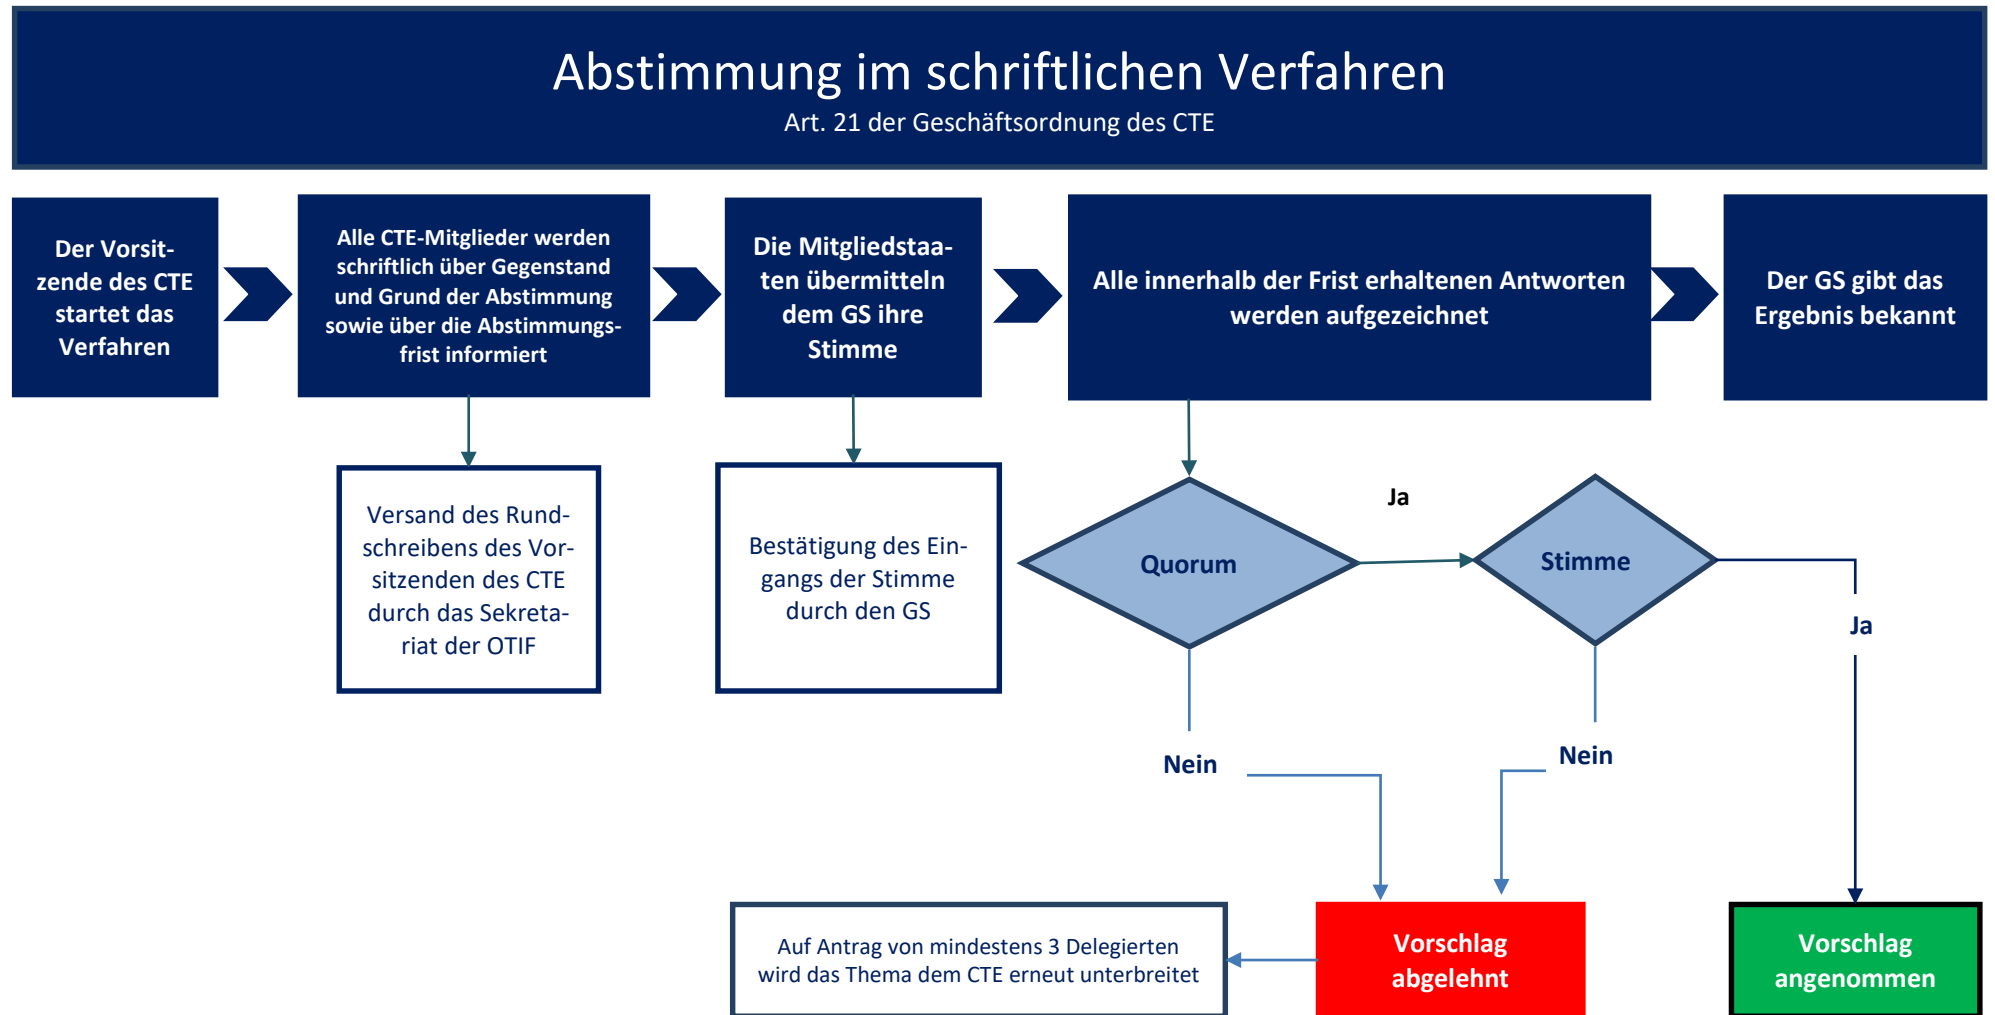 Abstimmung im schriftlichen Verfahren
Art. 21 der Geschäftsordnung des CTE
Der Vorsit-
zende des CTE
startet das
Verfahren
Alle CTE-Mitglieder werden
schriftlich über Gegenstand
und Grund der Abstimmung
sowie über die Abstimmungs-
frist informiert
Die Mitgliedstaa-
ten übermitteln
dem GS ihre
Stimme
Alle innerhalb der Frist erhaltenen Antworten
werden aufgezeichnet
Der GS gibt das
Ergebnis bekannt
Versand des Rund-
schreibens des Vor-
sitzenden des CTE
durch das Sekreta-
riat der OTIF
Bestätigung des Ein-
gangs der Stimme
durch den GS
Quorum
Ja
Stimme
Ja
Nein
Nein
Auf Antrag von mindestens 3 Delegierten
wird das Thema dem CTE erneut unterbreitet
Vorschlag
abgelehnt
Vorschlag
angenommen